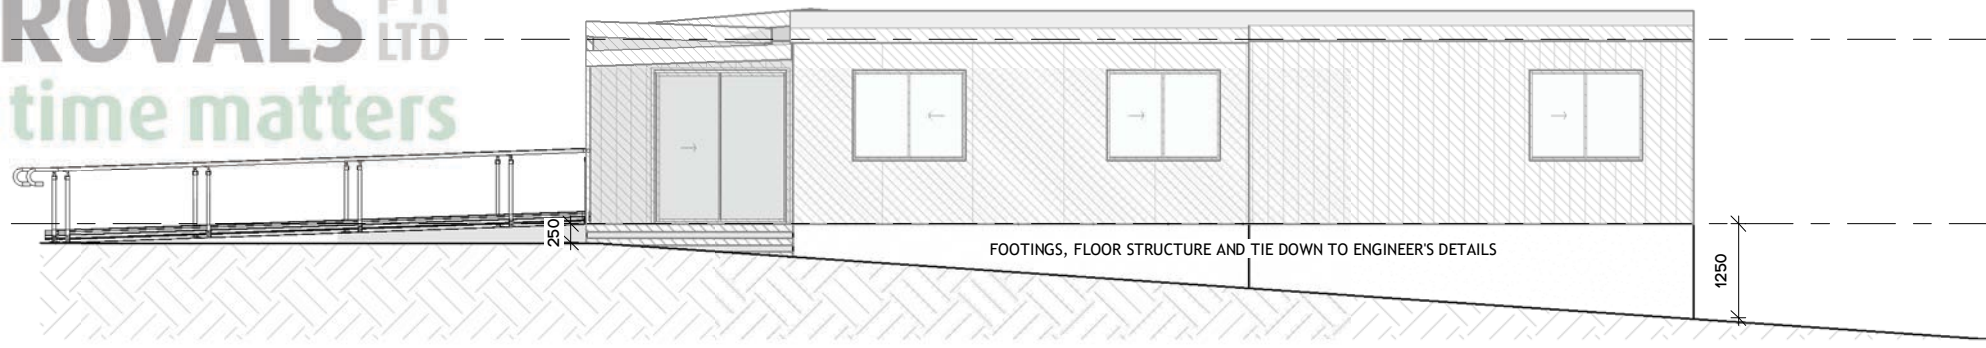 ROVALS
LTD
time matters
250
FOOTINGS, FLOOR STRUCTURE AND TIE DOWN TO ENGINEER'S DETAILS
1250